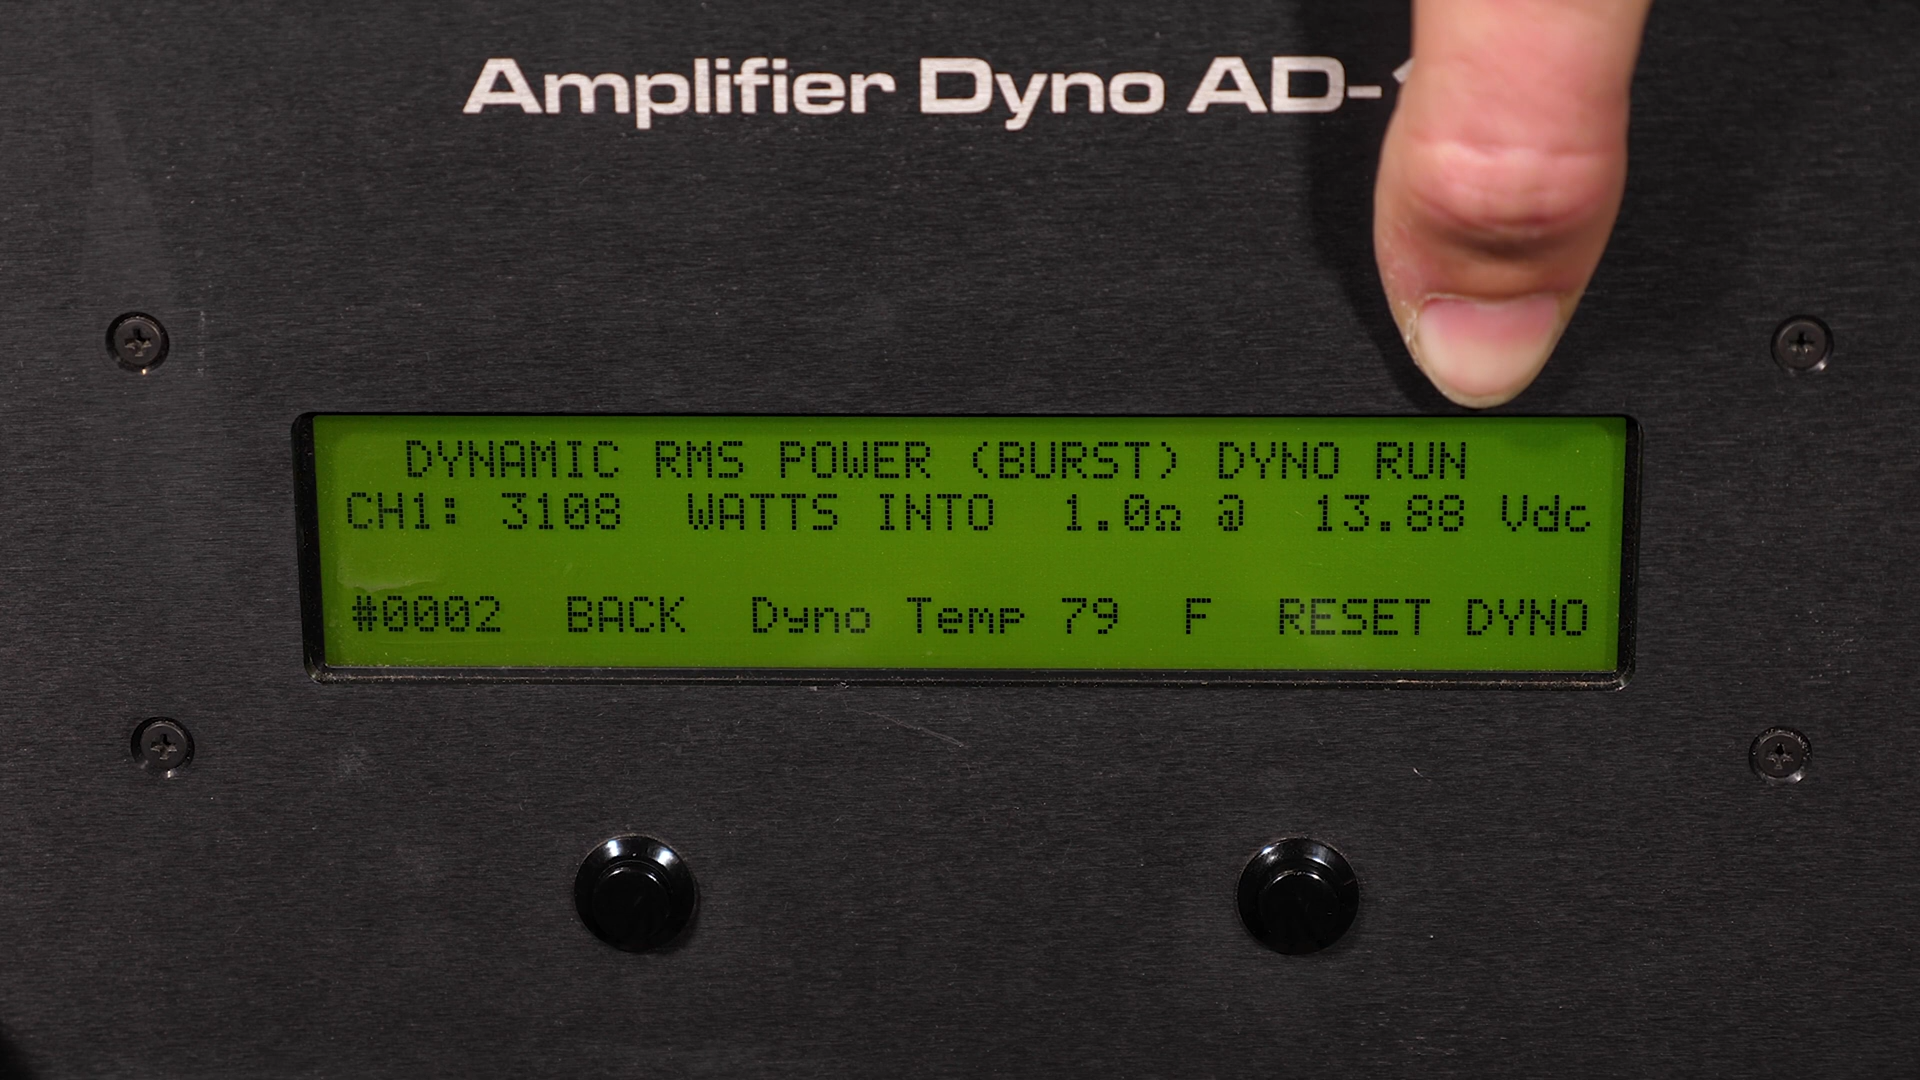 Amplifier Dyno AD-1
DYNAMIC RMS POWER (BURST) DYNO RUN
CH1: 3108 WATTS INTO 1.0Ω @ 13.88 Vdc
#0002 BACK Dyno Temp 79 F RESET DYNO